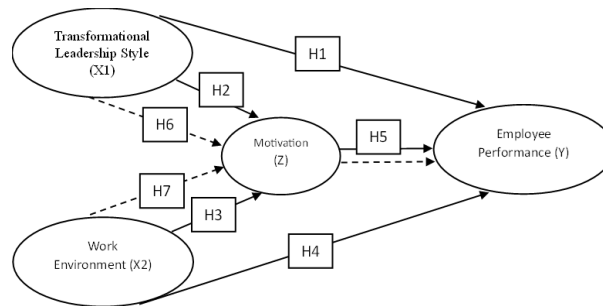 Transformational
Leadership Style
(X1)
H1
H2
H6
Motivation
(Z)
H5
Employee
Performance (Y)
H7
H3
Work
Environment (X2)
H4